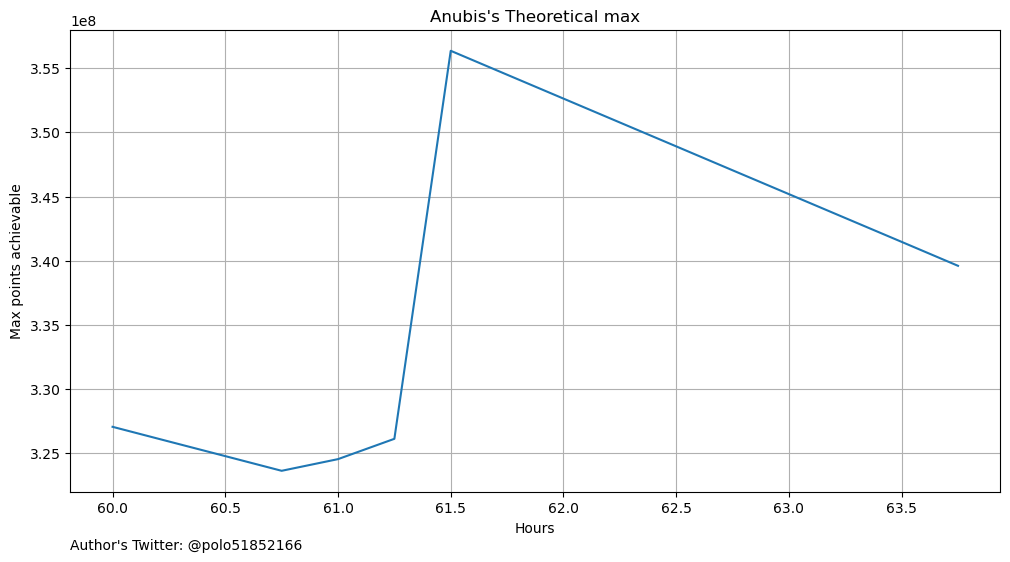 Anubis's Theoretical max
1e8
3.55
3.50
3.45
3.40
3.35
3.30
3.25
Max points achievable
60.0 60.5 61.0 61.5 62.0 62.5 63.0 63.5
Hours
Author's Twitter: @polo51852166